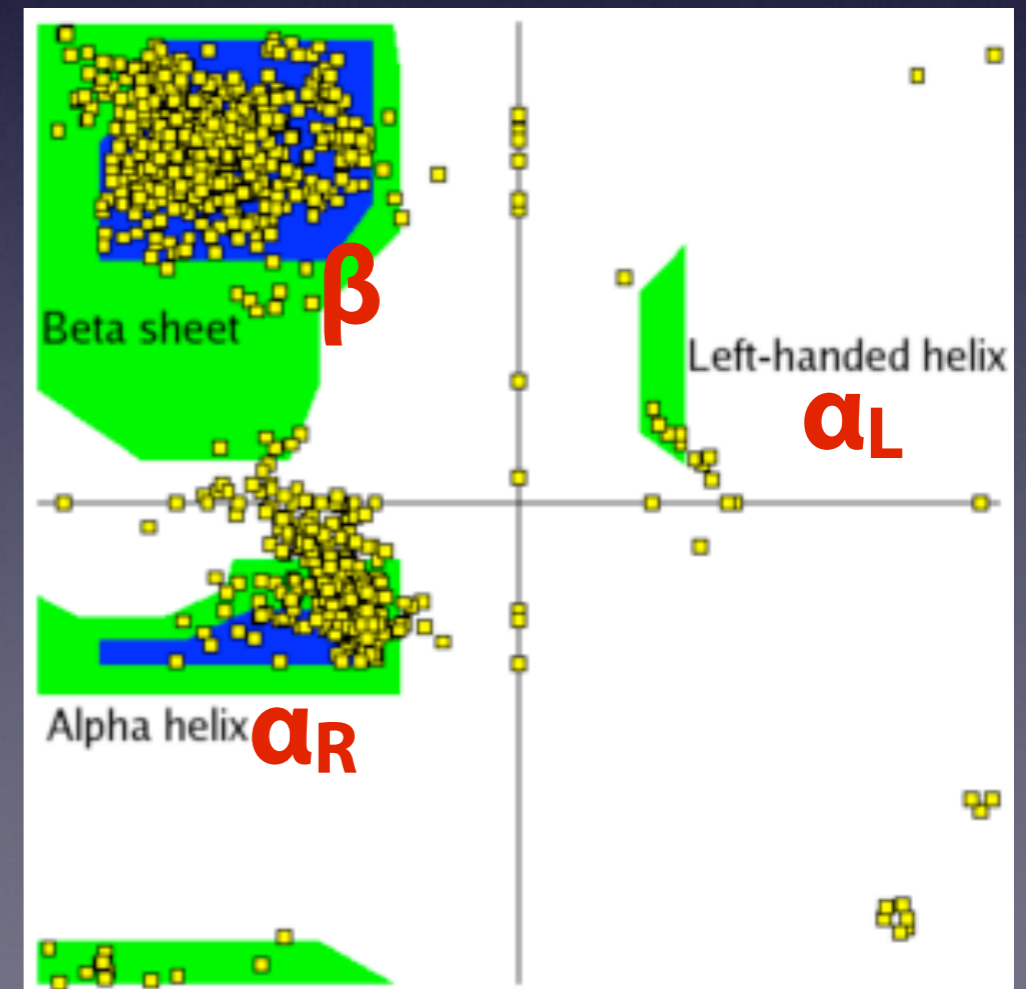 β
Beta sheet
Left-handed helix
αL
Alpha helix αR